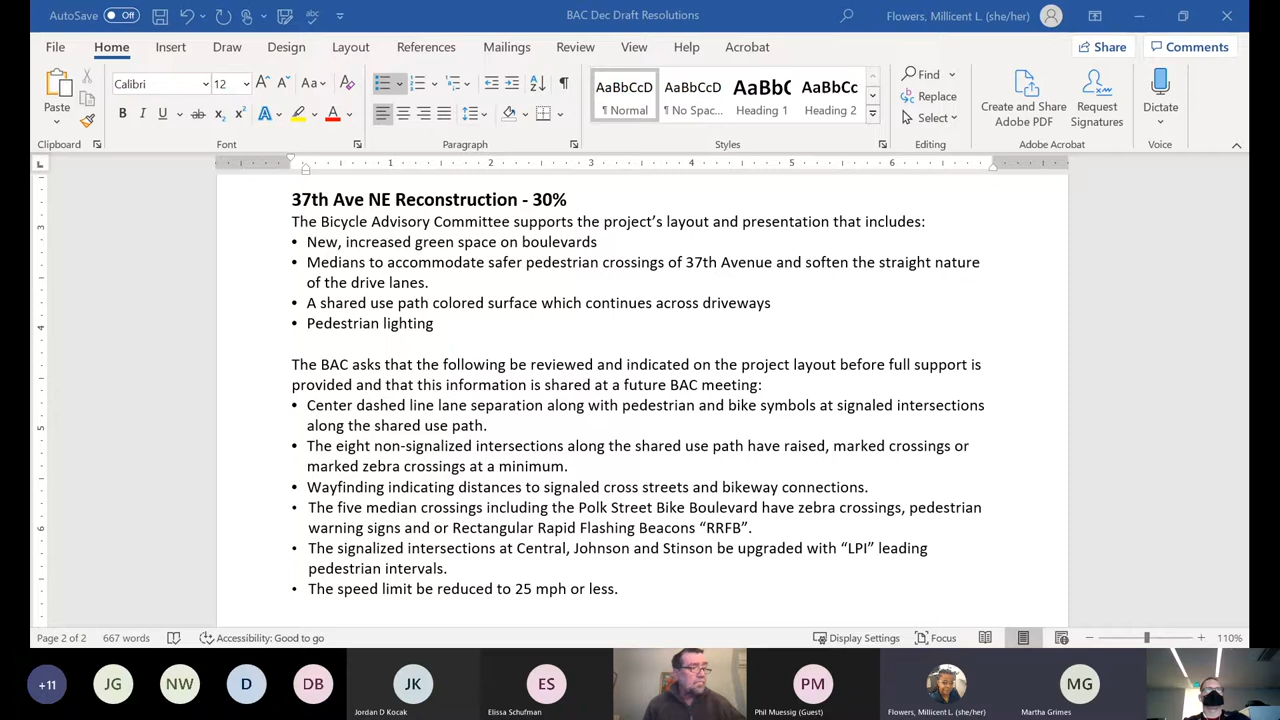 AutoSave Off BAC Dec Draft Resolutions Flowers, Millicent L. (she/her)
File Home Insert Draw Design Layout References Mailings Review View Help Acrobat Share Comments
Paste Calibri 12 AaBbCcD AaBbCcD AaBbC AaBbCc Find Replace Select Create and Share Adobe PDF Request Signatures Dictate
¶ Normal ¶ No Spac... Heading 1 Heading 2
Clipboard Font Paragraph Styles Editing Adobe Acrobat Voice
1 2 3 4 5 6 7
37th Ave NE Reconstruction - 30%
The Bicycle Advisory Committee supports the project's layout and presentation that includes:
• New, increased green space on boulevards
• Medians to accommodate safer pedestrian crossings of 37th Avenue and soften the straight nature
of the drive lanes.
• A shared use path colored surface which continues across driveways
• Pedestrian lighting
The BAC asks that the following be reviewed and indicated on the project layout before full support is
provided and that this information is shared at a future BAC meeting:
• Center dashed line lane separation along with pedestrian and bike symbols at signaled intersections
along the shared use path.
• The eight non-signalized intersections along the shared use path have raised, marked crossings or
marked zebra crossings at a minimum.
• Wayfinding indicating distances to signaled cross streets and bikeway connections.
• The five median crossings including the Polk Street Bike Boulevard have zebra crossings, pedestrian
warning signs and or Rectangular Rapid Flashing Beacons “RRFB”.
• The signalized intersections at Central, Johnson and Stinson be upgraded with “LPI” leading
pedestrian intervals.
• The speed limit be reduced to 25 mph or less.
Page 2 of 2 667 words Accessibility: Good to go Display Settings Focus 110%
+11 JG NW D DB JK ES PM MG
Jordan D Kocak Elissa Schufman Phil Muessig (Guest) Flowers, Millicent L. (she/her) Martha Grimes